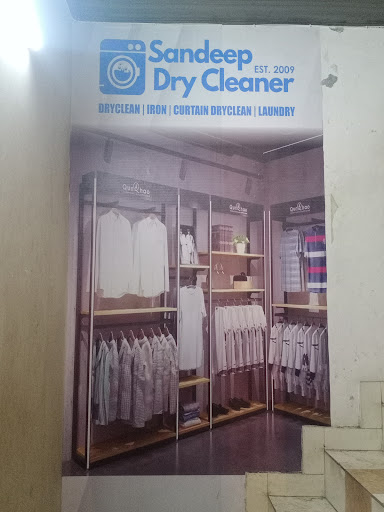 Sandeep
Dry Cleaner
EST. 2009
DRYCLEAN | IRON | CURTAIN DRYCLEAN | LAUNDRY